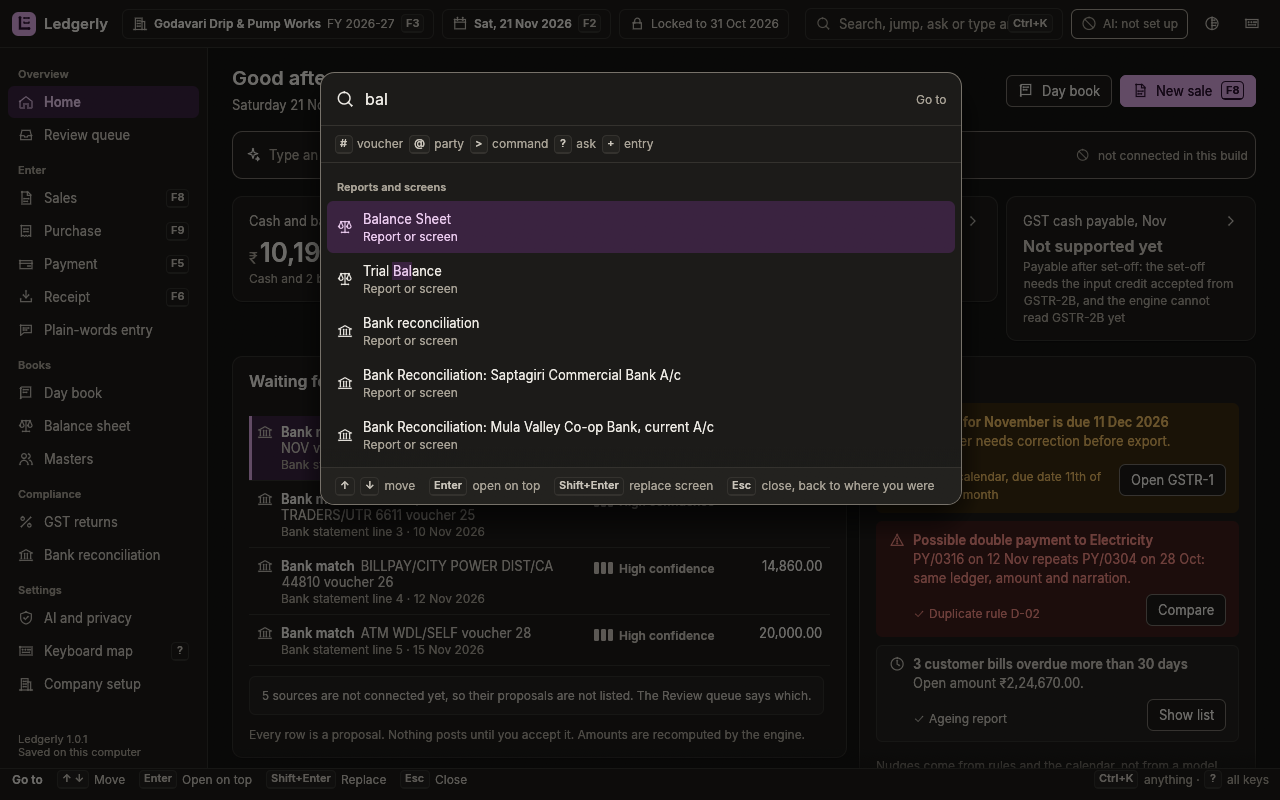 Ledgerly
Godavari Drip & Pump Works FY 2026-27 F3
Sat, 21 Nov 2026 F2
Locked to 31 Oct 2026
Search, jump, ask or type a Ctrl+K
AI: not set up
Overview
Home
Review queue
Enter
Sales F8
Purchase F9
Payment F5
Receipt F6
Plain-words entry
Books
Day book
Balance sheet
Masters
Compliance
GST returns
Bank reconciliation
Settings
AI and privacy
Keyboard map ?
Company setup
Ledgerly 1.0.1
Saved on this computer
Good afte
Saturday 21 No
Day book
New sale F8
Type an
not connected in this build
Cash and b
₹10,19
Cash and 2 b
GST cash payable, Nov
Not supported yet
Payable after set-off: the set-off
needs the input credit accepted from
GSTR-2B, and the engine cannot
read GSTR-2B yet
bal
Go to
# voucher @ party > command ? ask + entry
Reports and screens
Balance Sheet
Report or screen
Trial Balance
Report or screen
Bank reconciliation
Report or screen
Bank Reconciliation: Saptagiri Commercial Bank A/c
Report or screen
Bank Reconciliation: Mula Valley Co-op Bank, current A/c
Report or screen
↑ ↓ move Enter open on top Shift+Enter replace screen Esc close, back to where you were
Waiting fo
Bank m
NOV v
Bank s
Bank m
TRADERS/UTR 6611 voucher 25
Bank statement line 3 · 10 Nov 2026
Bank match BILLPAY/CITY POWER DIST/CA
44810 voucher 26
Bank statement line 4 · 12 Nov 2026
High confidence
14,860.00
Bank match ATM WDL/SELF voucher 28
Bank statement line 5 · 15 Nov 2026
High confidence
20,000.00
5 sources are not connected yet, so their proposals are not listed. The Review queue says which.
Every row is a proposal. Nothing posts until you accept it. Amounts are recomputed by the engine.
for November is due 11 Dec 2026
er needs correction before export.
alendar, due date 11th of
month
Open GSTR-1
Possible double payment to Electricity
PY/0316 on 12 Nov repeats PY/0304 on 28 Oct:
same ledger, amount and narration.
✓ Duplicate rule D-02
Compare
3 customer bills overdue more than 30 days
Open amount ₹2,24,670.00.
✓ Ageing report
Show list
Nudges come from rules and the calendar, not from a model.
Go to ↑ ↓ Move Enter Open on top Shift+Enter Replace Esc Close
Ctrl+K anything · ? all keys